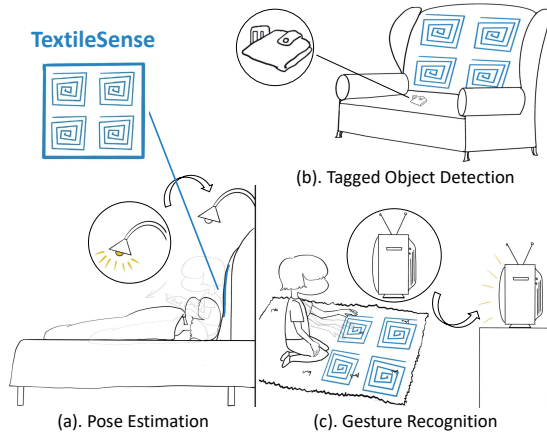 TextileSense
(b). Tagged Object Detection
(a). Pose Estimation
(c). Gesture Recognition